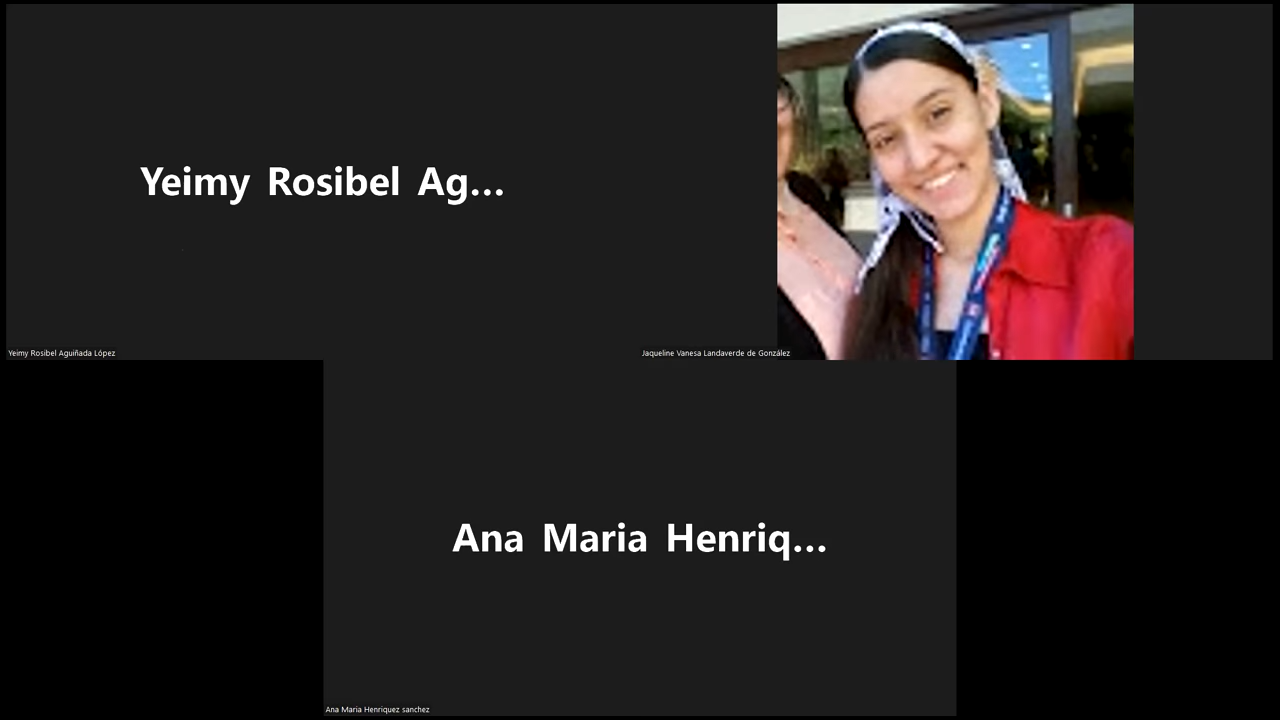 Yeimy Rosibel Ag...
Yeimy Rosibel Aguiñada López
Jaqueline Vanesa Landaverde de González
Ana Maria Henriq...
Ana Maria Henriquez sanchez